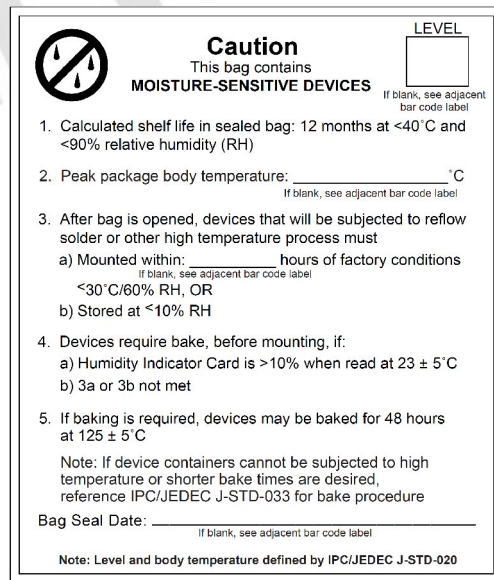 LEVEL
Caution
This bag contains
MOISTURE-SENSITIVE DEVICES
If blank, see adjacent
bar code label
1. Calculated shelf life in sealed bag: 12 months at <40˚C and
<90% relative humidity (RH)
2. Peak package body temperature: ____________________˚C
If blank, see adjacent bar code label
3. After bag is opened, devices that will be subjected to reflow
solder or other high temperature process must
a) Mounted within: ___________ hours of factory conditions
If blank, see adjacent bar code label
<30˚C/60% RH, OR
b) Stored at <10% RH
4. Devices require bake, before mounting, if:
a) Humidity Indicator Card is >10% when read at 23 ± 5˚C
b) 3a or 3b not met
5. If baking is required, devices may be baked for 48 hours
at 125 ± 5˚C
Note: If device containers cannot be subjected to high
temperature or shorter bake times are desired,
reference IPC/JEDEC J-STD-033 for bake procedure
Bag Seal Date: ____________________
If blank, see adjacent bar code label
Note: Level and body temperature defined by IPC/JEDEC J-STD-020